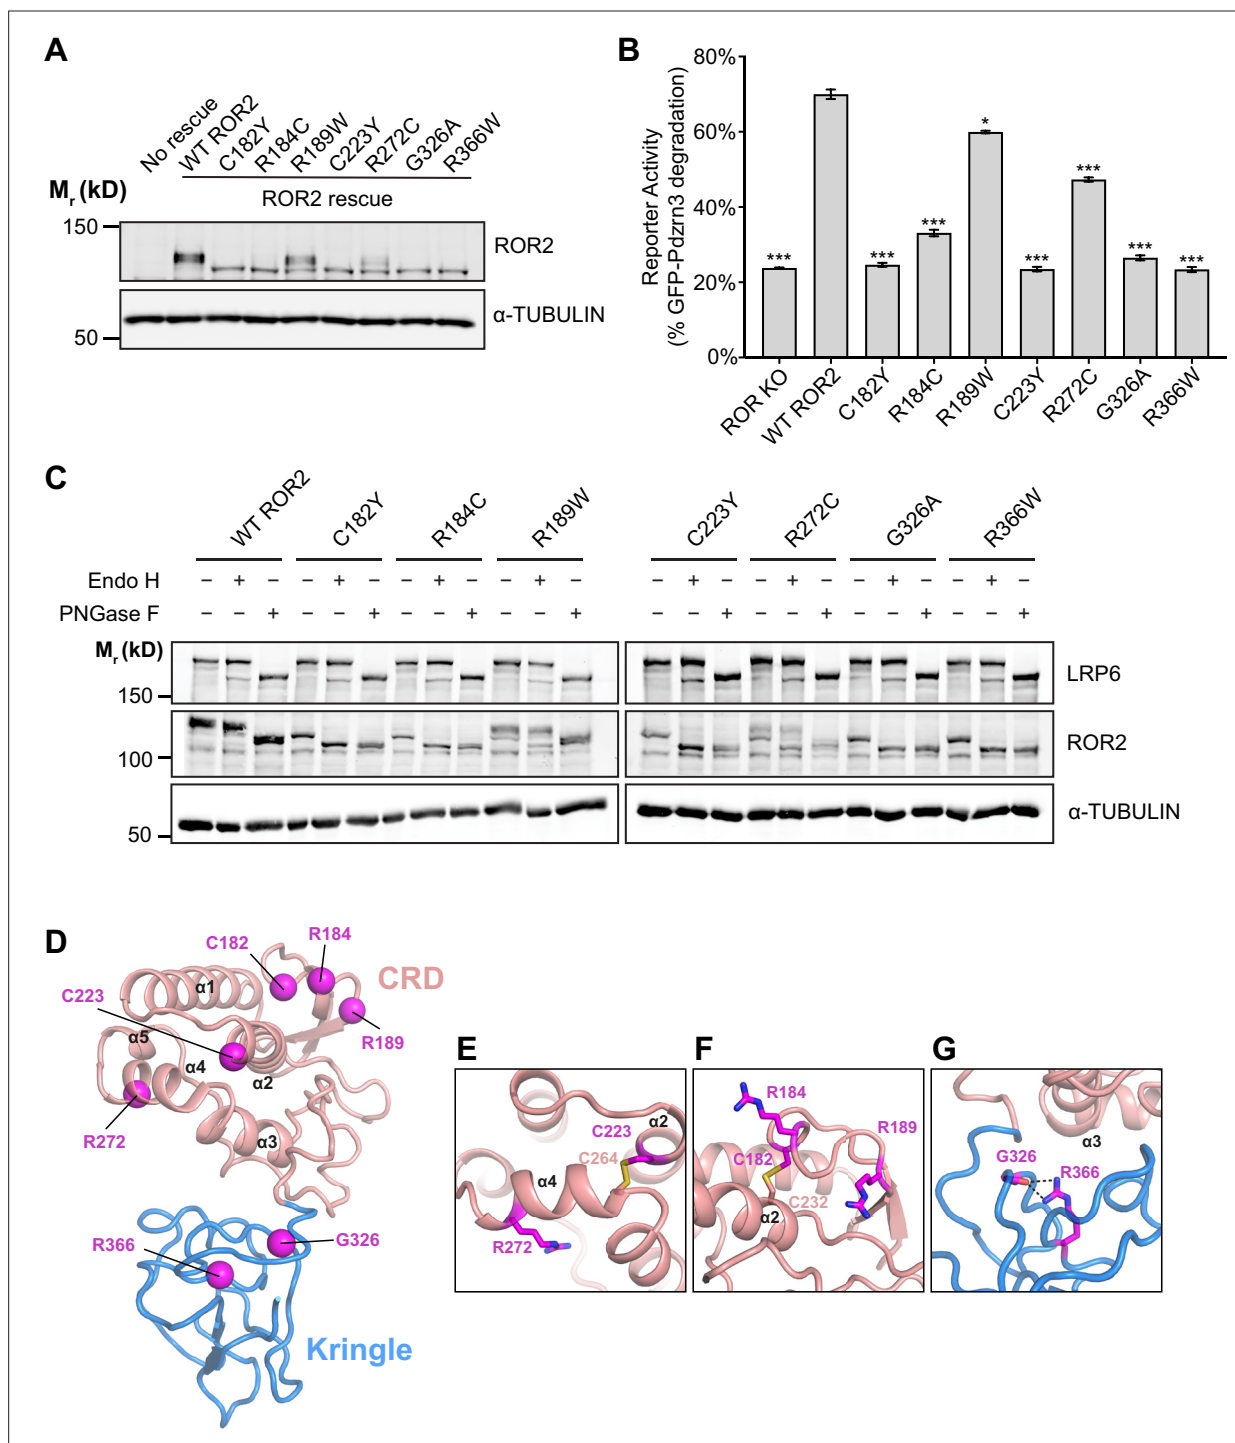 A
No rescue
WT ROR2
C182Y
R184C
R189W
C223Y
R272C
G326A
R366W
Mr (kD)
ROR2 rescue
150
ROR2
α-TUBULIN
50
B
Reporter Activity
(% GFP-Pdzrn3 degradation)
80%
60%
40%
20%
0%
***
***
***
*
***
***
***
***
ROR KO
WT ROR2
C182Y
R184C
R189W
C223Y
R272C
G326A
R366W
C
WT ROR2
C182Y
R184C
R189W
C223Y
R272C
G326A
R366W
Endo H – + – – + – – + – – + – – + – – + – – + – – + –
PNGase F – – + – – + – – + – – + – – + – – + – – + – – +
Mr (kD)
150
LRP6
100
ROR2
50
α-TUBULIN
D
C182
R184
CRD
C223
α1
R189
α5
α4
α2
R272
α3
R366
G326
Kringle
E
α2
C223
C264
α4
R272
F
R184
R189
C182
C232
α2
G
α3
G326
R366